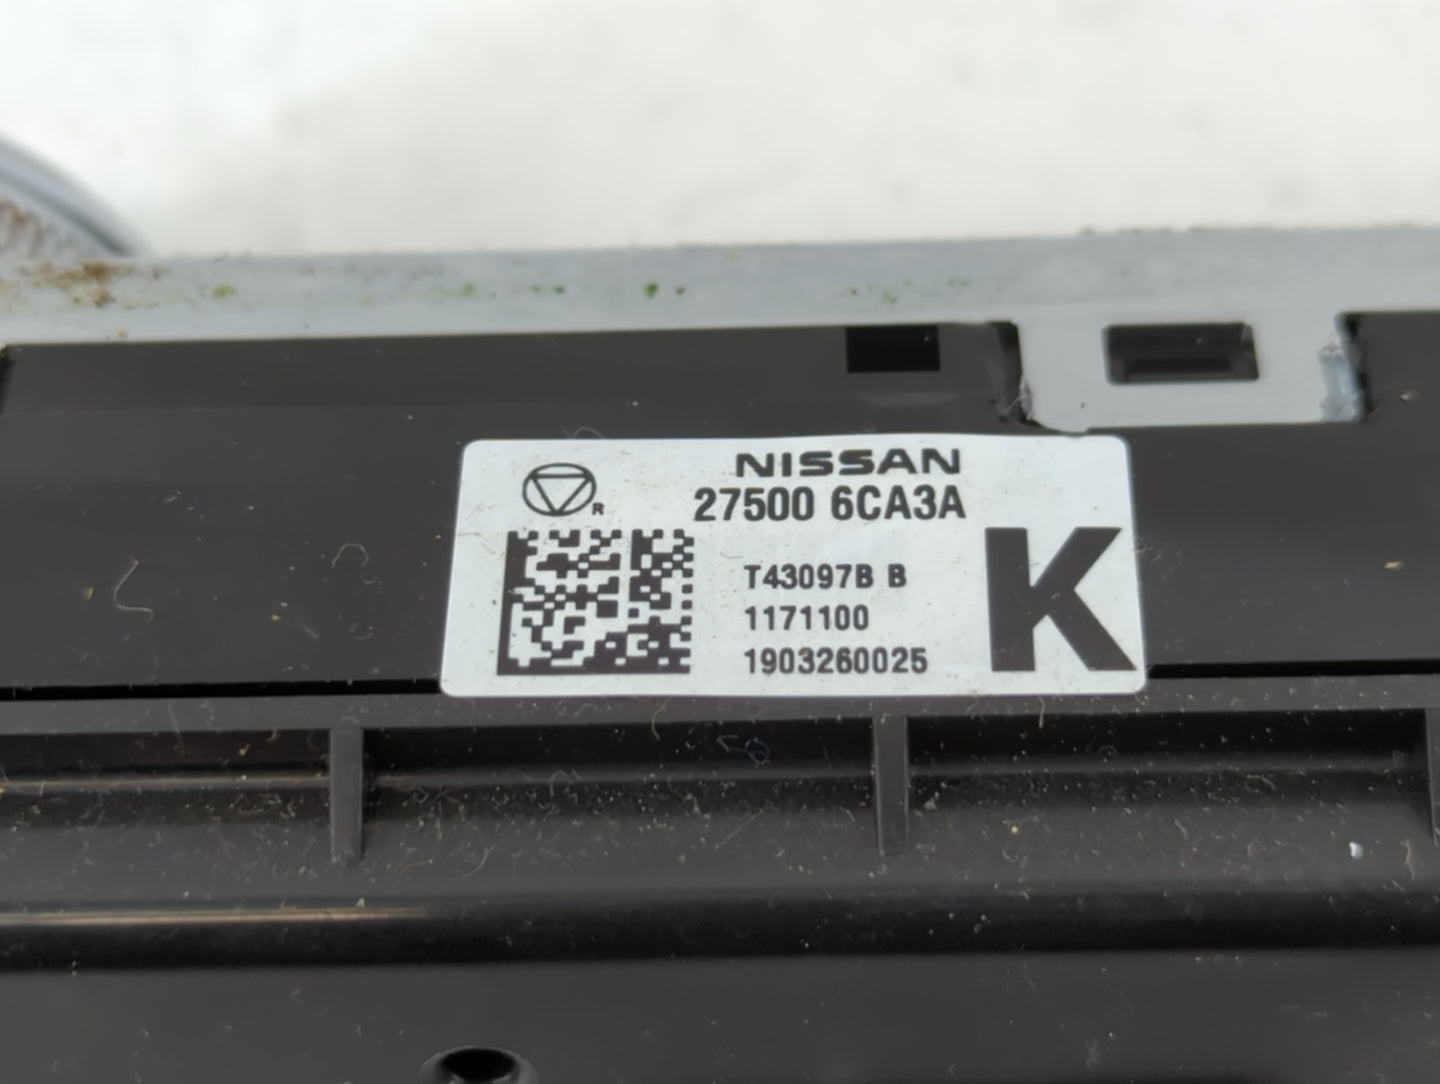 NISSAN
27500 6CA3A
R
T43097B B
1171100
1903260025
K